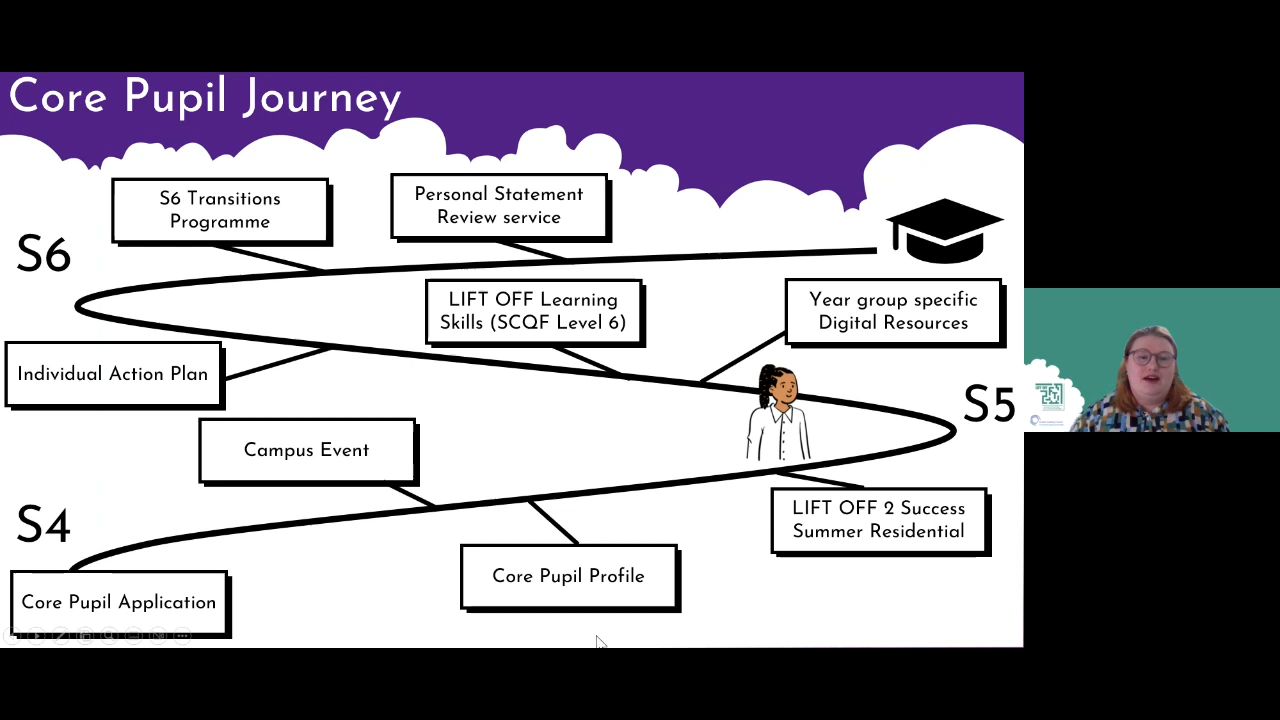 Core Pupil Journey
S6 Transitions
Programme
Personal Statement
Review service
S6
LIFT OFF Learning
Skills (SCQF Level 6)
Year group specific
Digital Resources
Individual Action Plan
S5
Campus Event
LIFT OFF 2 Success
Summer Residential
S4
Core Pupil Profile
Core Pupil Application